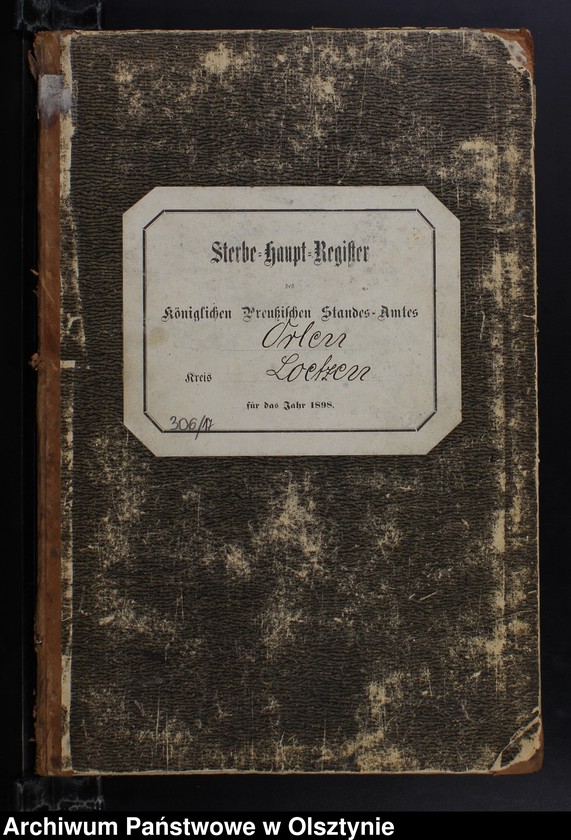 Sterbe-Haupt-Register
des
Königlichen Preußischen Standes-Amtes
Orlen
Kreis Loetzen
für das Jahr 1898.
306/17
Archiwum Państwowe w Olsztynie